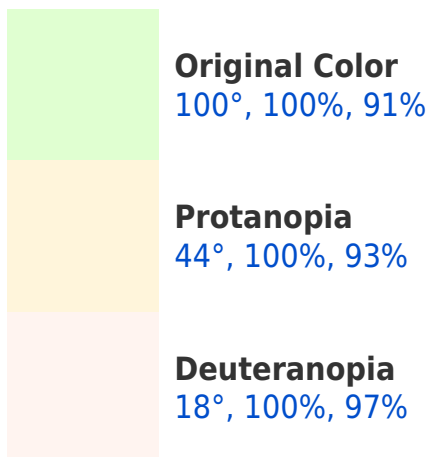 Original Color
100°, 100%, 91%
Protanopia
44°, 100%, 93%
Deuteranopia
18°, 100%, 97%